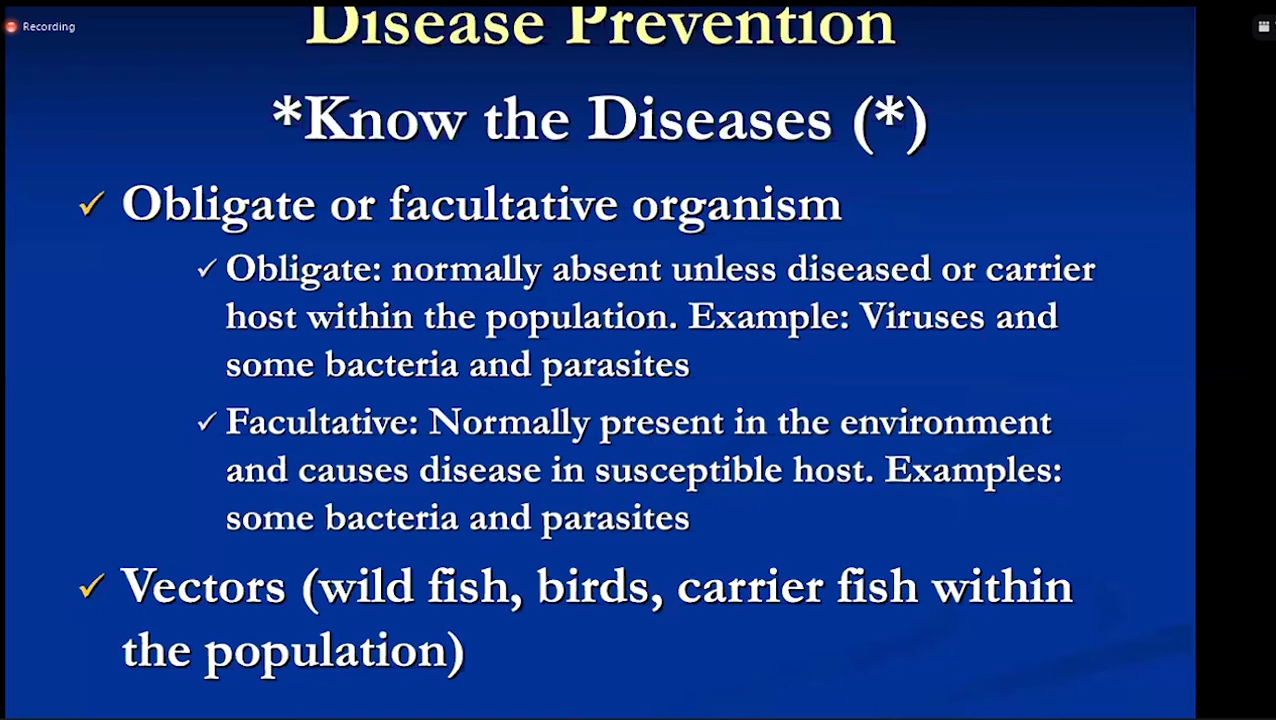 Recording
Disease Prevention
*Know the Diseases (*)
✓ Obligate or facultative organism
✓ Obligate: normally absent unless diseased or carrier
host within the population. Example: Viruses and
some bacteria and parasites
✓ Facultative: Normally present in the environment
and causes disease in susceptible host. Examples:
some bacteria and parasites
✓ Vectors (wild fish, birds, carrier fish within
the population)